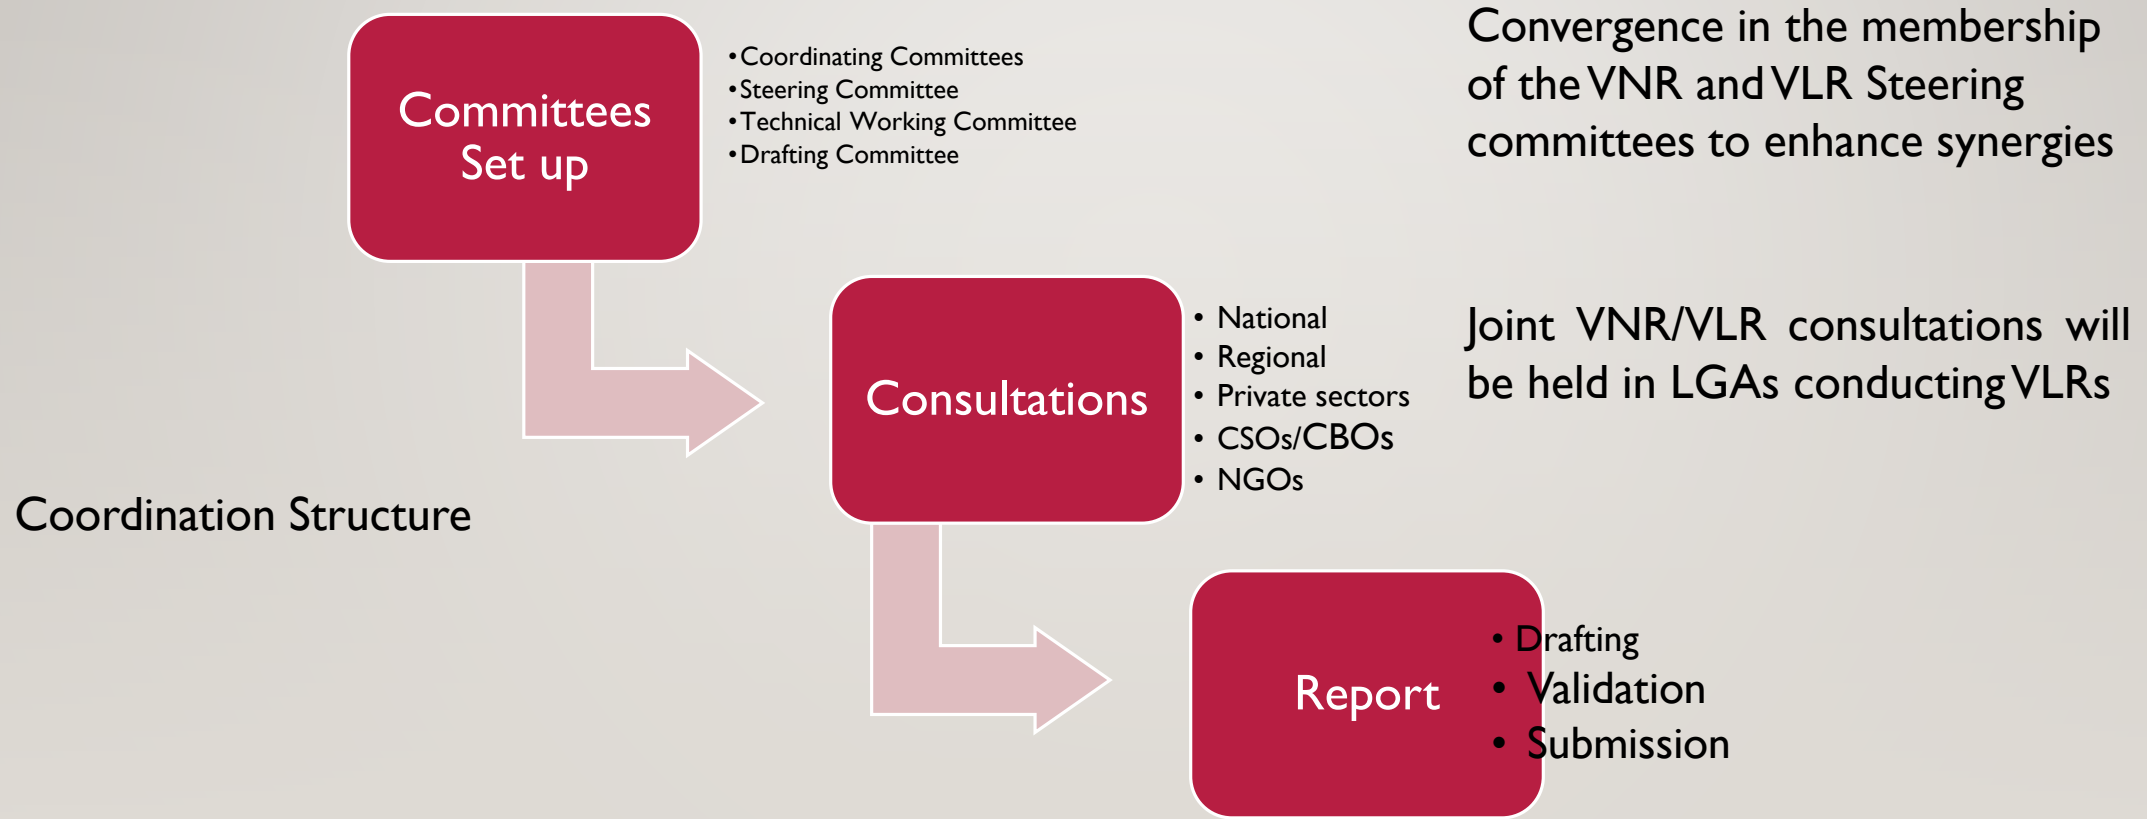 Committees
Set up
•Coordinating Committees
•Steering Committee
•Technical Working Committee
•Drafting Committee
Convergence in the membership
of the VNR and VLR Steering
committees to enhance synergies
Consultations
• National
• Regional
• Private sectors
• CSOs/CBOs
• NGOs
Joint VNR/VLR consultations will
be held in LGAs conducting VLRs
Coordination Structure
Report
• Drafting
• Validation
• Submission